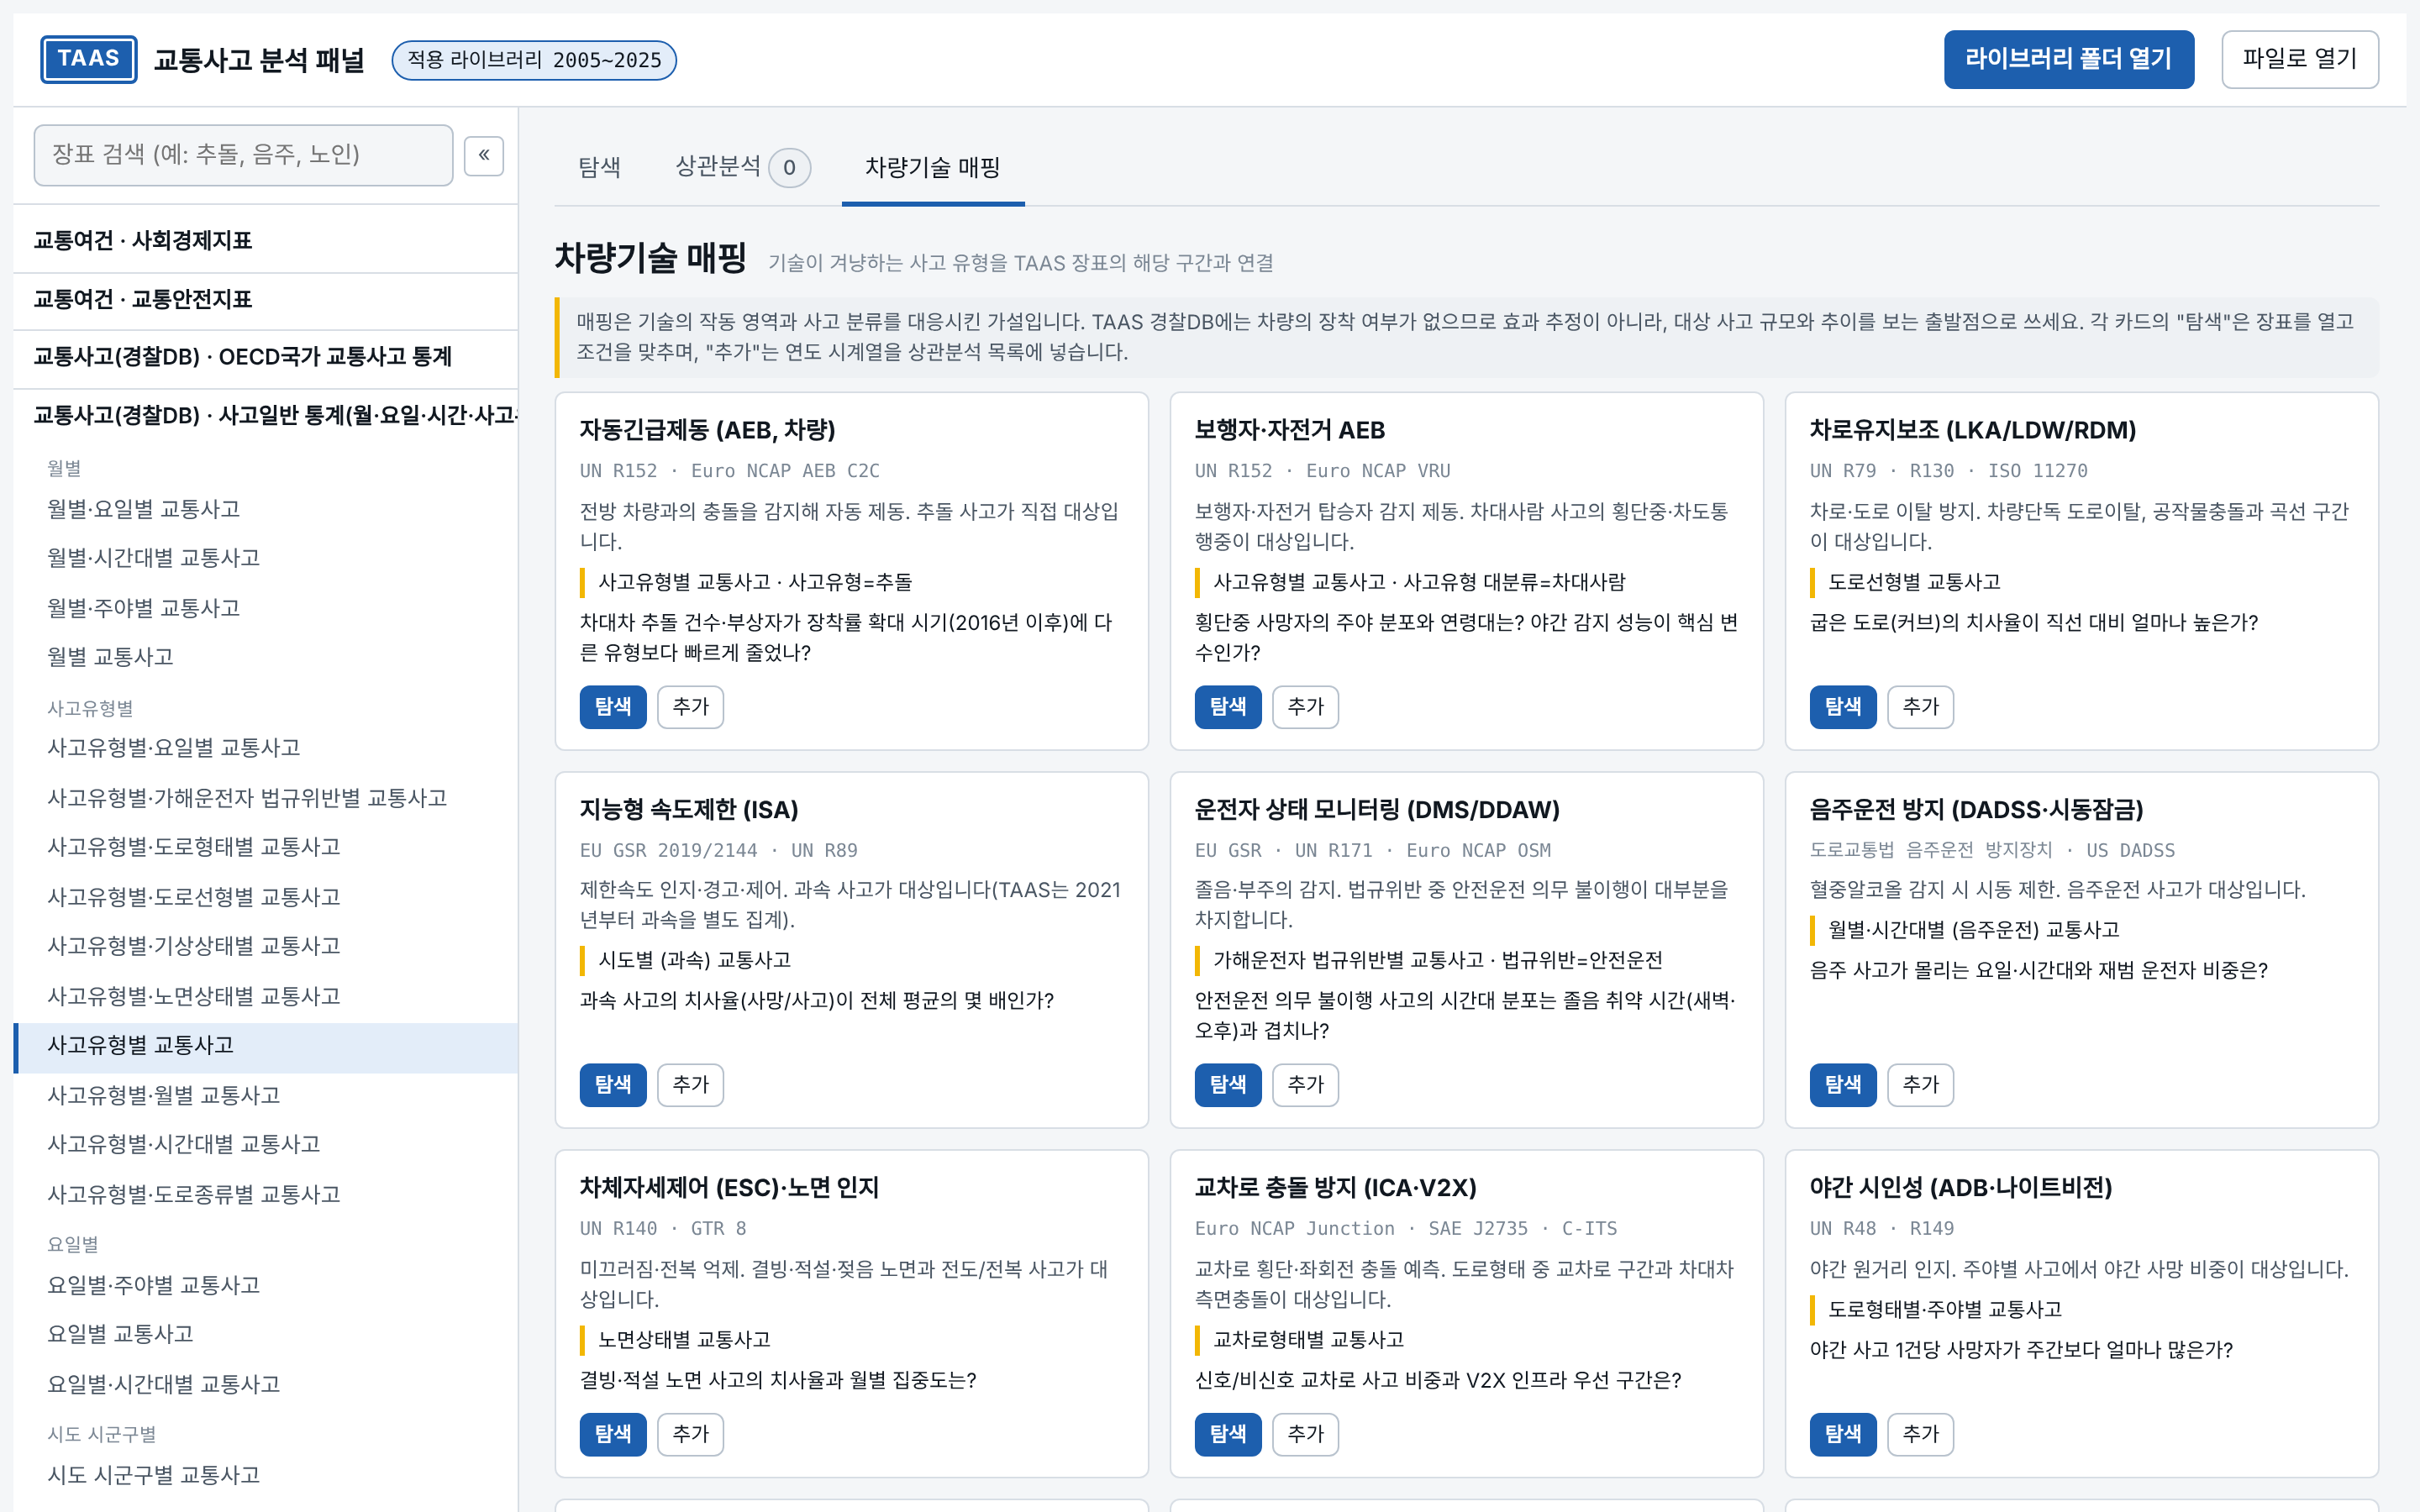 TAAS 교통사고 분석 패널 적용 라이브러리 2005~2025 라이브러리 폴더 열기 파일로 열기
장표 검색 (예: 추돌, 음주, 노인) «
교통여건 · 사회경제지표
교통여건 · 교통안전지표
교통사고(경찰DB) · OECD국가 교통사고 통계
교통사고(경찰DB) · 사고일반 통계(월·요일·시간·사고
월별
월별·요일별 교통사고
월별·시간대별 교통사고
월별·주야별 교통사고
월별 교통사고
사고유형별
사고유형별·요일별 교통사고
사고유형별·가해운전자 법규위반별 교통사고
사고유형별·도로형태별 교통사고
사고유형별·도로선형별 교통사고
사고유형별·기상상태별 교통사고
사고유형별·노면상태별 교통사고
사고유형별 교통사고
사고유형별·월별 교통사고
사고유형별·시간대별 교통사고
사고유형별·도로종류별 교통사고
요일별
요일별·주야별 교통사고
요일별 교통사고
요일별·시간대별 교통사고
시도 시군구별
시도 시군구별 교통사고
탐색 상관분석 0 차량기술 매핑
차량기술 매핑 기술이 겨냥하는 사고 유형을 TAAS 장표의 해당 구간과 연결
매핑은 기술의 작동 영역과 사고 분류를 대응시킨 가설입니다. TAAS 경찰DB에는 차량의 장착 여부가 없으므로 효과 추정이 아니라, 대상 사고 규모와 추이를 보는 출발점으로 쓰세요. 각 카드의 "탐색"은 장표를 열고
조건을 맞추며, "추가"는 연도 시계열을 상관분석 목록에 넣습니다.
자동긴급제동 (AEB, 차량)
UN R152 · Euro NCAP AEB C2C
전방 차량과의 충돌을 감지해 자동 제동. 추돌 사고가 직접 대상입
니다.
사고유형별 교통사고 · 사고유형=추돌
차대차 추돌 건수·부상자가 장착률 확대 시기(2016년 이후)에 다
른 유형보다 빠르게 줄었나?
탐색 추가
보행자·자전거 AEB
UN R152 · Euro NCAP VRU
보행자·자전거 탑승자 감지 제동. 차대사람 사고의 횡단중·차도통
행중이 대상입니다.
사고유형별 교통사고 · 사고유형 대분류=차대사람
횡단중 사망자의 주야 분포와 연령대는? 야간 감지 성능이 핵심 변
수인가?
탐색 추가
차로유지보조 (LKA/LDW/RDM)
UN R79 · R130 · ISO 11270
차로·도로 이탈 방지. 차량단독 도로이탈, 공작물충돌과 곡선 구간
이 대상입니다.
도로선형별 교통사고
굽은 도로(커브)의 치사율이 직선 대비 얼마나 높은가?
탐색 추가
지능형 속도제한 (ISA)
EU GSR 2019/2144 · UN R89
제한속도 인지·경고·제어. 과속 사고가 대상입니다(TAAS는 2021
년부터 과속을 별도 집계).
시도별 (과속) 교통사고
과속 사고의 치사율(사망/사고)이 전체 평균의 몇 배인가?
탐색 추가
운전자 상태 모니터링 (DMS/DDAW)
EU GSR · UN R171 · Euro NCAP OSM
졸음·부주의 감지. 법규위반 중 안전운전 의무 불이행이 대부분을
차지합니다.
가해운전자 법규위반별 교통사고 · 법규위반=안전운전
안전운전 의무 불이행 사고의 시간대 분포는 졸음 취약 시간(새벽·
오후)과 겹치나?
탐색 추가
음주운전 방지 (DADSS·시동잠금)
도로교통법 음주운전 방지장치 · US DADSS
혈중알코올 감지 시 시동 제한. 음주운전 사고가 대상입니다.
월별·시간대별 (음주운전) 교통사고
음주 사고가 몰리는 요일·시간대와 재범 운전자 비중은?
탐색 추가
차체자세제어 (ESC)·노면 인지
UN R140 · GTR 8
미끄러짐·전복 억제. 결빙·적설·젖음 노면과 전도/전복 사고가 대
상입니다.
노면상태별 교통사고
결빙·적설 노면 사고의 치사율과 월별 집중도는?
탐색 추가
교차로 충돌 방지 (ICA·V2X)
Euro NCAP Junction · SAE J2735 · C-ITS
교차로 횡단·좌회전 충돌 예측. 도로형태 중 교차로 구간과 차대차
측면충돌이 대상입니다.
교차로형태별 교통사고
신호/비신호 교차로 사고 비중과 V2X 인프라 우선 구간은?
탐색 추가
야간 시인성 (ADB·나이트비전)
UN R48 · R149
야간 원거리 인지. 주야별 사고에서 야간 사망 비중이 대상입니다.
도로형태별·주야별 교통사고
야간 사고 1건당 사망자가 주간보다 얼마나 많은가?
탐색 추가